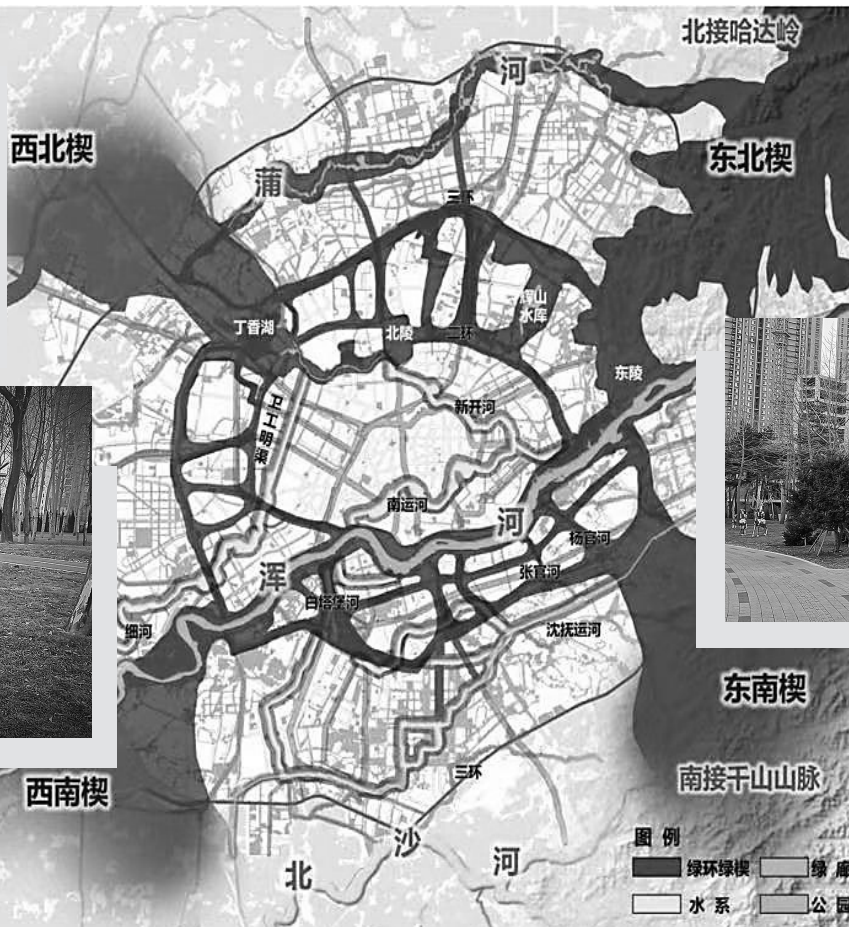 北接哈达岭
河
西北楔
东北楔
蒲
三环
丁香湖
北陵
二环
辉山
水库
东陵
卫工明渠
新开河
南运河
河
杨官河
浑
张官河
白塔堡河
细河
沈抚运河
东南楔
三环
南接千山山脉
西南楔
沙
北
河
图例
绿环绿楔
绿廊
水系
公园